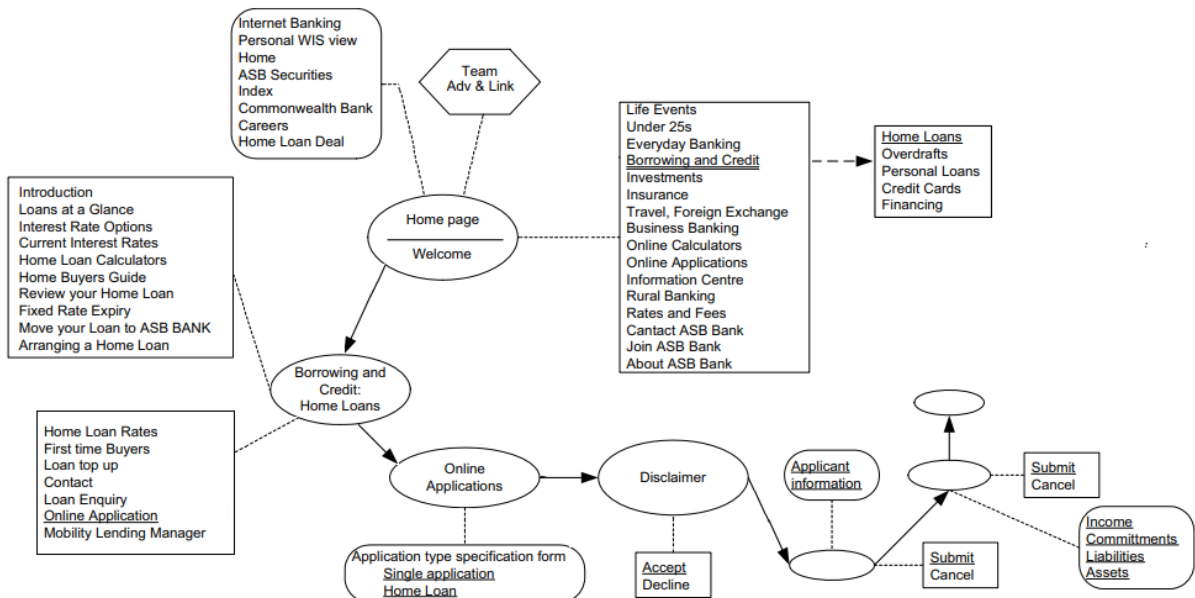 Internet Banking
Personal WIS view
Home
ASB Securities
Index
Commonwealth Bank
Careers
Home Loan Deal
Team
Adv & Link
Life Events
Under 25s
Everyday Banking
Borrowing and Credit
Investments
Insurance
Travel, Foreign Exchange
Business Banking
Online Calculators
Online Applications
Information Centre
Rural Banking
Rates and Fees
Cantact ASB Bank
Join ASB Bank
About ASB Bank
Home Loans
Overdrafts
Personal Loans
Credit Cards
Financing
Introduction
Loans at a Glance
Interest Rate Options
Current Interest Rates
Home Loan Calculators
Home Buyers Guide
Review your Home Loan
Fixed Rate Expiry
Move your Loan to ASB BANK
Arranging a Home Loan
Home page
Welcome
Borrowing and
Credit:
Home Loans
Home Loan Rates
First time Buyers
Loan top up
Contact
Loan Enquiry
Online Application
Mobility Lending Manager
Online
Applications
Application type specification form
Single application
Home Loan
Disclaimer
Accept
Decline
Applicant
information
Submit
Cancel
Submit
Cancel
Income
Committments
Liabilities
Assets